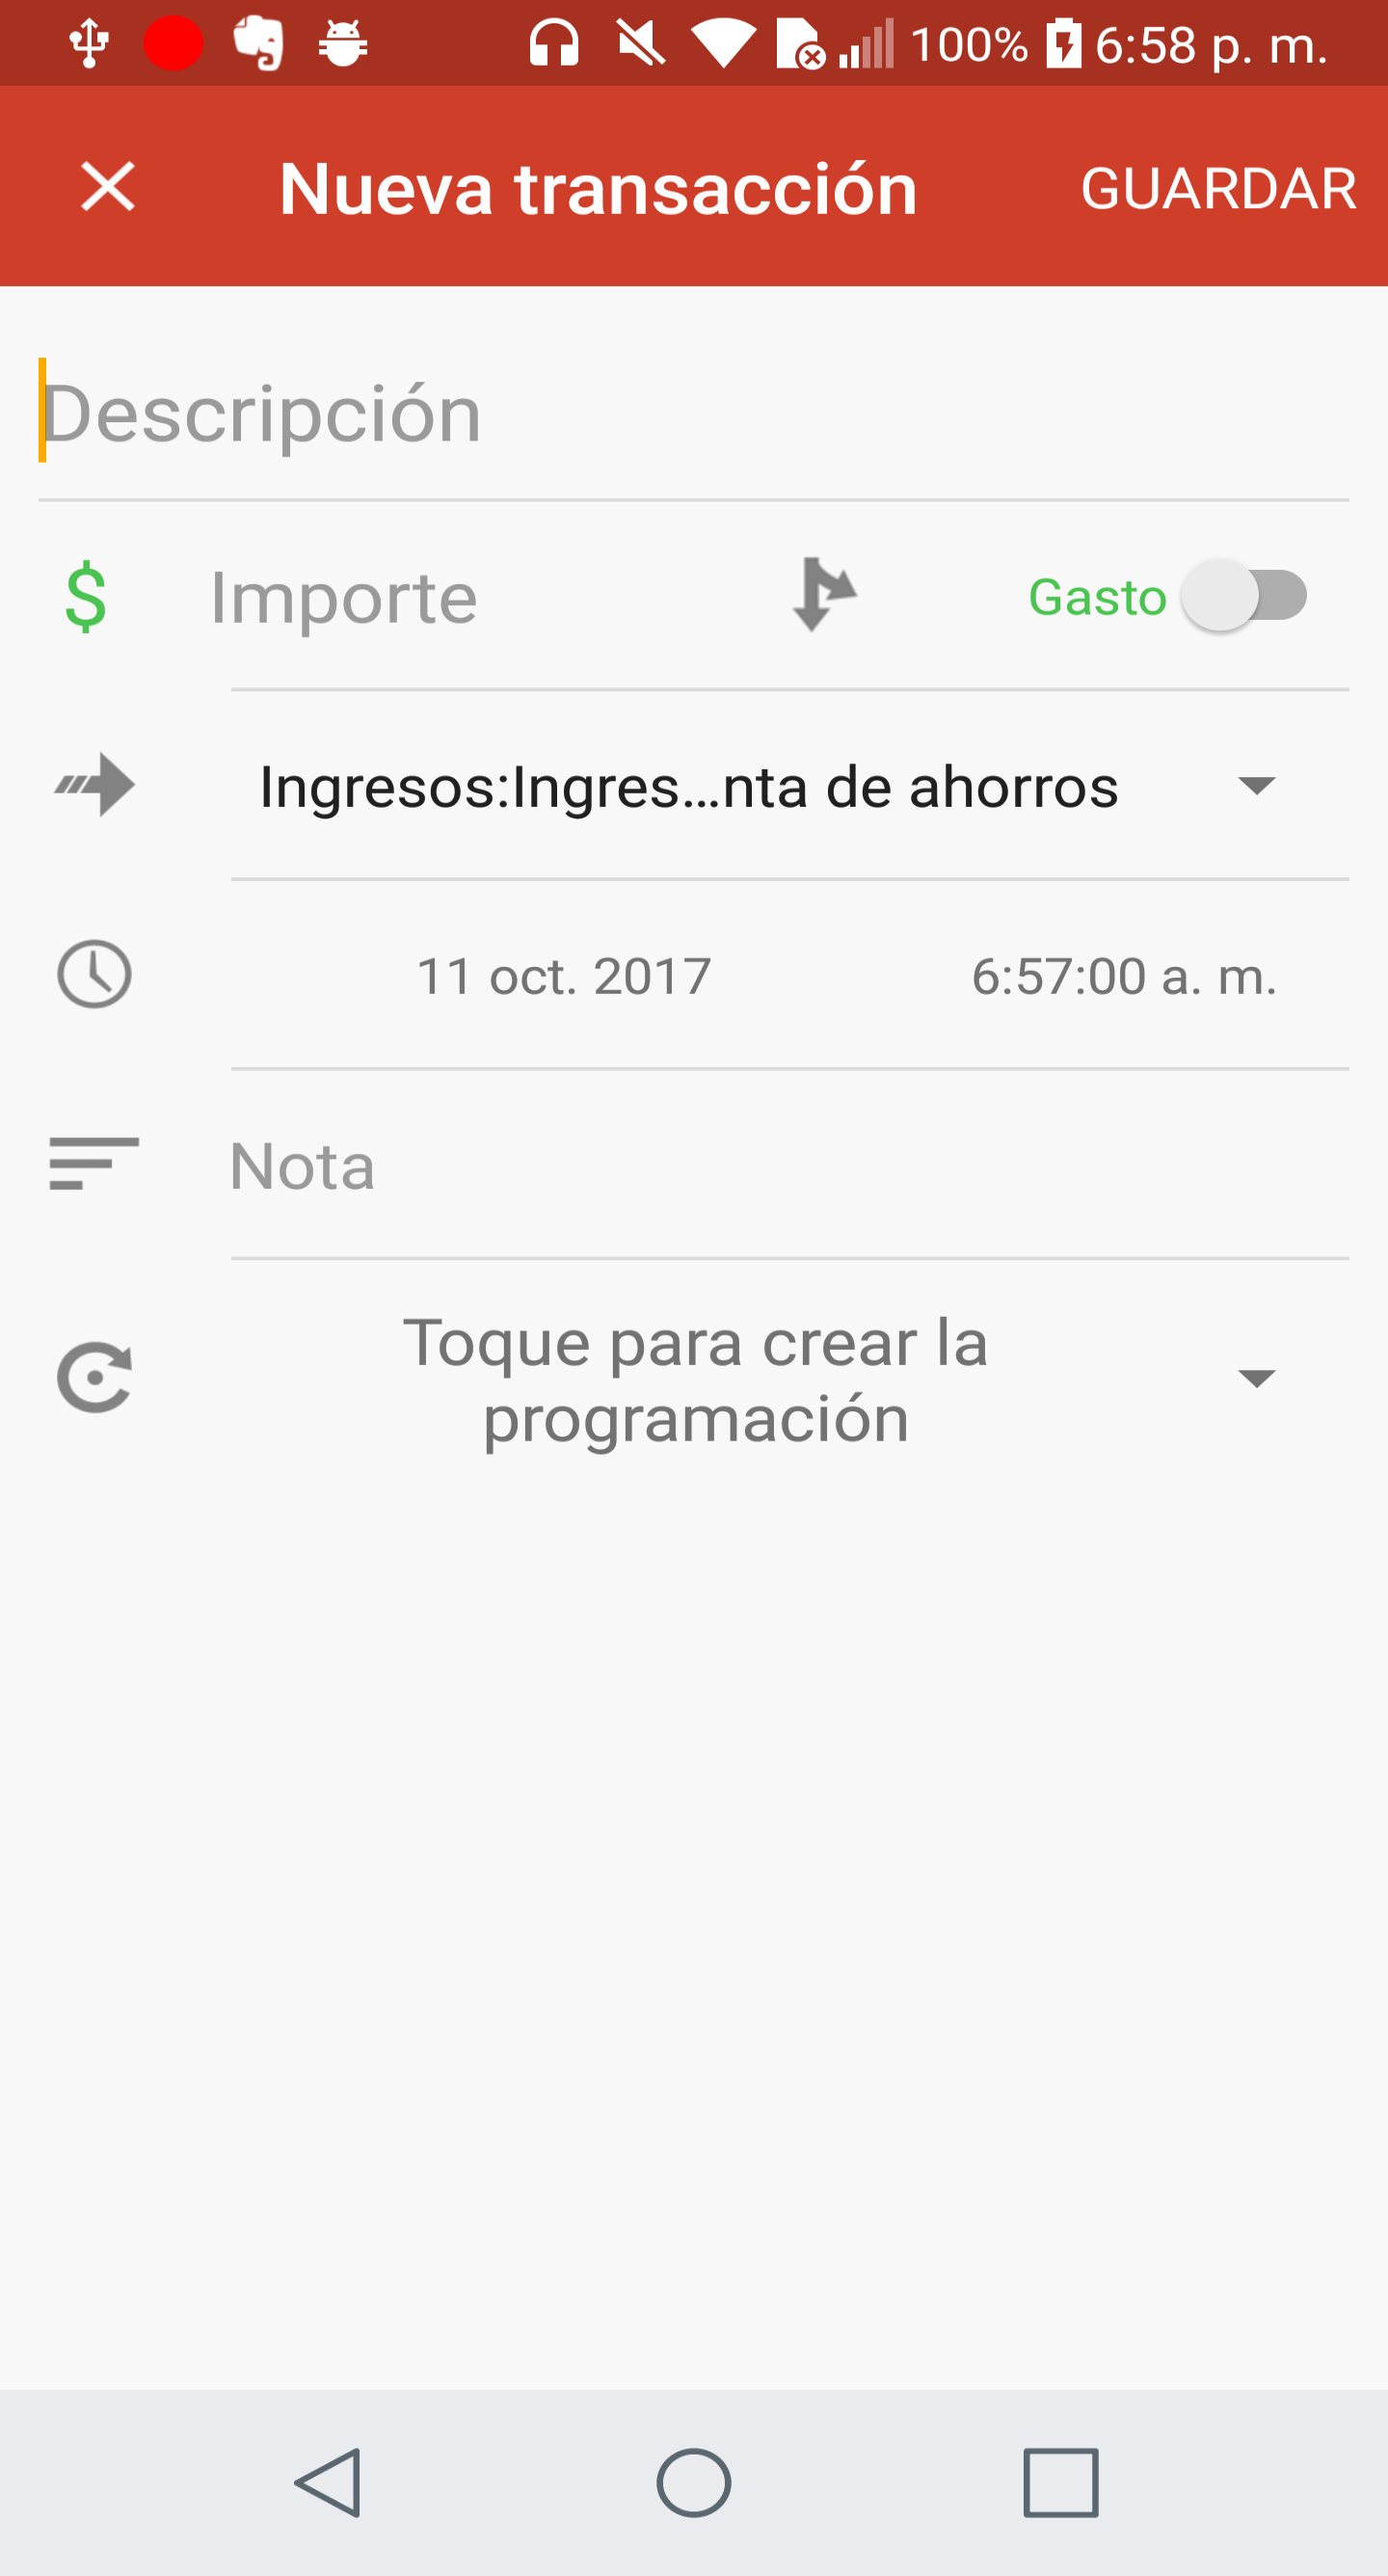 100% 6:58 p. m.
Nueva transacción GUARDAR
Descripción
$ Importe Gasto
Ingresos:Ingres...nta de ahorros
11 oct. 2017 6:57:00 a. m.
Nota
Toque para crear la
programación